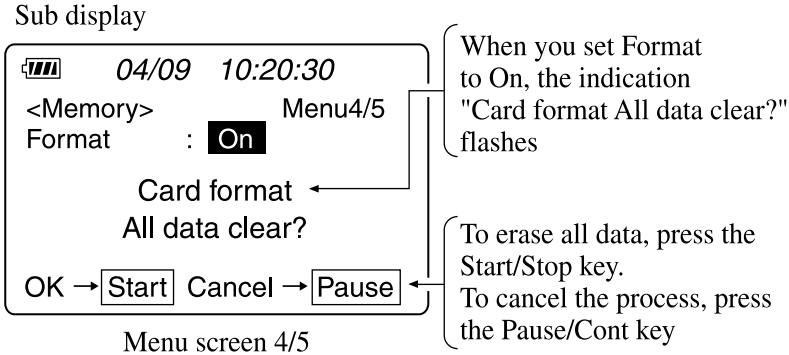 Sub display
04/09 10:20:30
<Memory> Menu4/5
Format : On
Card format
All data clear?
OK → Start Cancel → Pause
Menu screen 4/5
When you set Format
to On, the indication
"Card format All data clear?"
flashes
To erase all data, press the
Start/Stop key.
To cancel the process, press
the Pause/Cont key